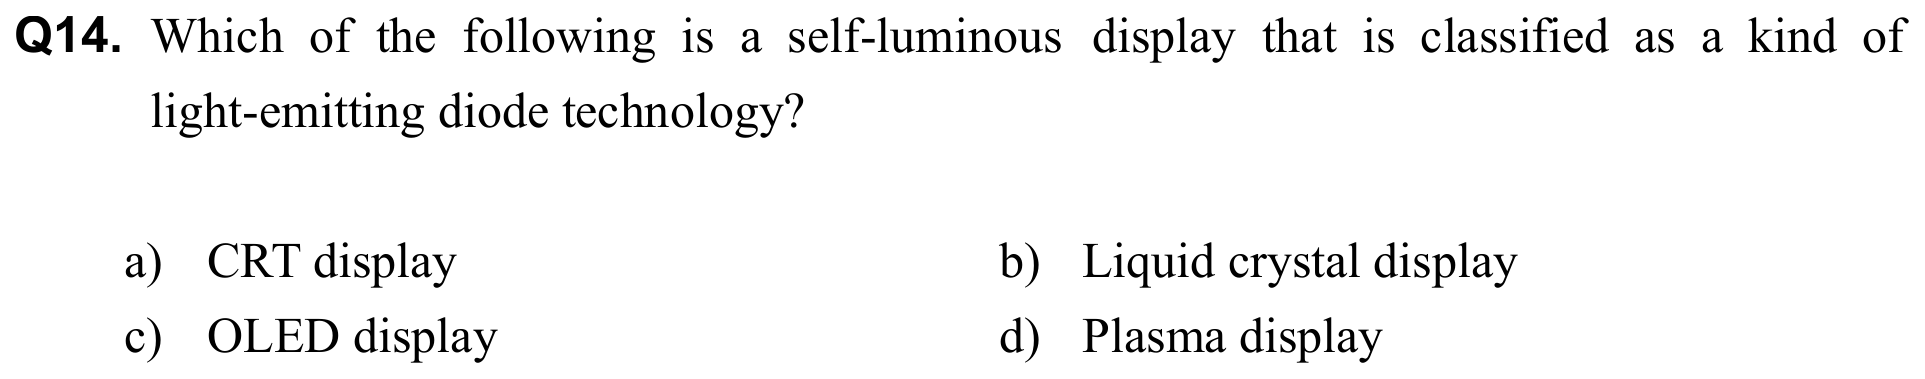 Q14. Which of the following is a self-luminous display that is classified as a kind of
light-emitting diode technology?
a) CRT display b) Liquid crystal display
c) OLED display d) Plasma display